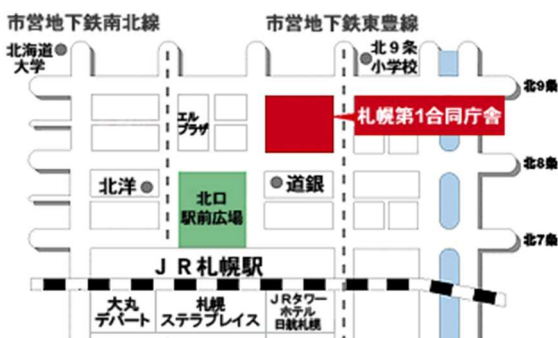 市営地下鉄南北線
市営地下鉄東豊線
北海道
大学
北9条
小学校
北9条
エル
プラザ
札幌第1合同庁舎
北8条
北洋
北口
駅前広場
道銀
北7条
JR札幌駅
大丸
デパート
札幌
ステラプレイス
JRタワー
ホテル
日航札幌